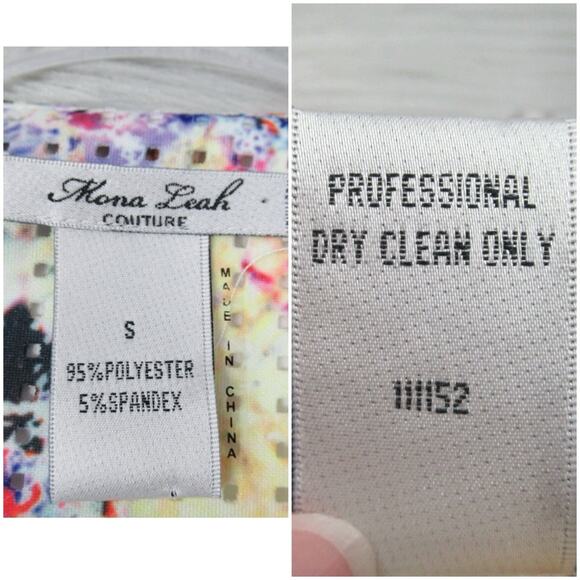 Mona Leah
COUTURE
S
95%POLYESTER
5%SPANDEX
MADE IN CHINA
PROFESSIONAL
DRY CLEAN ONLY
111152